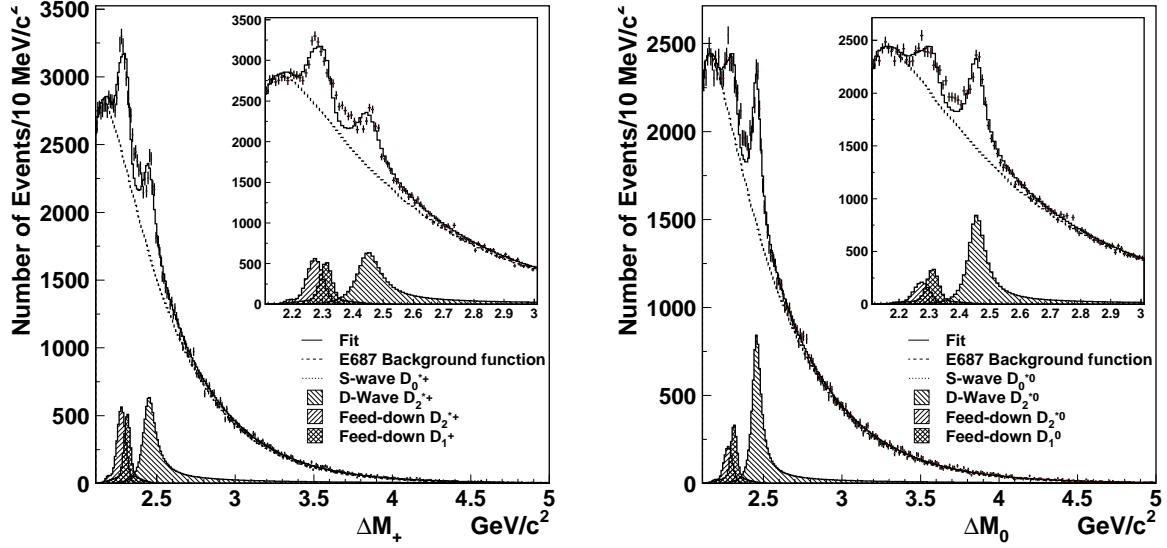 Number of Events/10 MeV/c²
3500
3000
2500
2000
1500
1000
500
0
2.5 3 3.5 4 4.5 5
ΔM₊ GeV/c²
3500
3000
2500
2000
1500
1000
500
0
2.2 2.3 2.4 2.5 2.6 2.7 2.8 2.9 3
Fit
E687 Background function
S-wave D₀*⁺
D-Wave D₂*⁺
Feed-down D₂*⁺
Feed-down D₁⁺
Number of Events/10 MeV/c²
2500
2000
1500
1000
500
0
2.5 3 3.5 4 4.5 5
ΔM₀ GeV/c²
2500
2000
1500
1000
500
0
2.1 2.2 2.3 2.4 2.5 2.6 2.7 2.8 2.9 3
Fit
E687 Background function
S-wave D₀*⁰
D-Wave D₂*⁰
Feed-down D₂*⁰
Feed-down D₁⁰